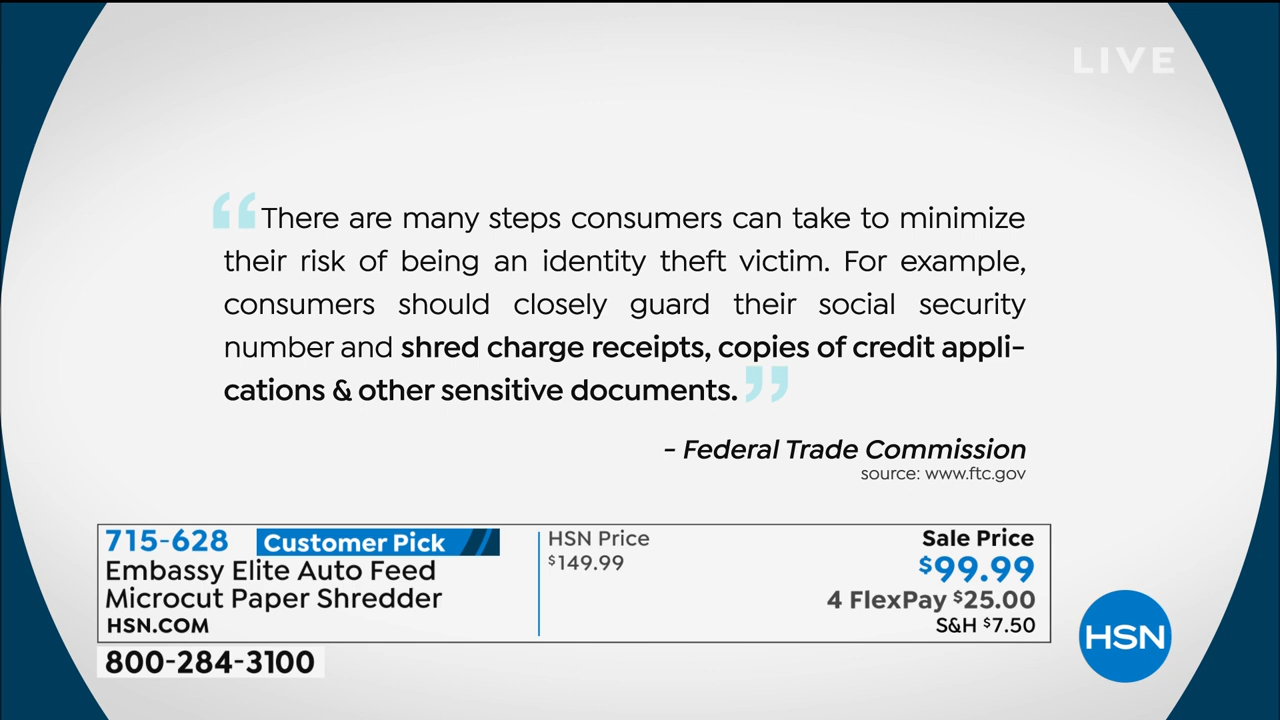 LIVE
“There are many steps consumers can take to minimize
their risk of being an identity theft victim. For example,
consumers should closely guard their social security
number and shred charge receipts, copies of credit appli-
cations & other sensitive documents.”
- Federal Trade Commission
source: www.ftc.gov
715-628 Customer Pick
Embassy Elite Auto Feed
Microcut Paper Shredder
HSN.COM
HSN Price
$149.99
Sale Price
$99.99
4 FlexPay $25.00
S&H $7.50
800-284-3100
HSN